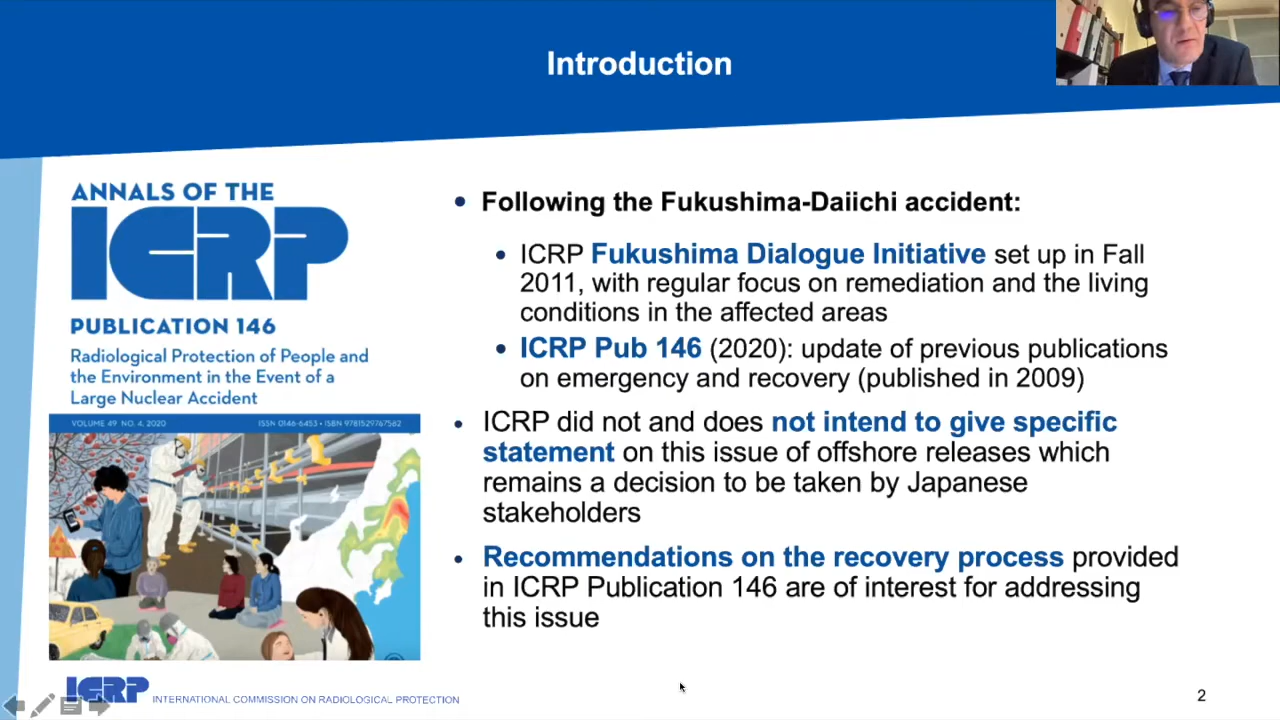 Introduction
ANNALS OF THE
ICRP
PUBLICATION 146
Radiological Protection of People and
the Environment in the Event of a
Large Nuclear Accident
VOLUME 49 NO. 4, 2020
ISSN 0146-6453 • ISBN 9781529767582
• Following the Fukushima-Daiichi accident:
• ICRP Fukushima Dialogue Initiative set up in Fall
2011, with regular focus on remediation and the living
conditions in the affected areas
• ICRP Pub 146 (2020): update of previous publications
on emergency and recovery (published in 2009)
• ICRP did not and does not intend to give specific
statement on this issue of offshore releases which
remains a decision to be taken by Japanese
stakeholders
• Recommendations on the recovery process provided
in ICRP Publication 146 are of interest for addressing
this issue
ICRP INTERNATIONAL COMMISSION ON RADIOLOGICAL PROTECTION
2